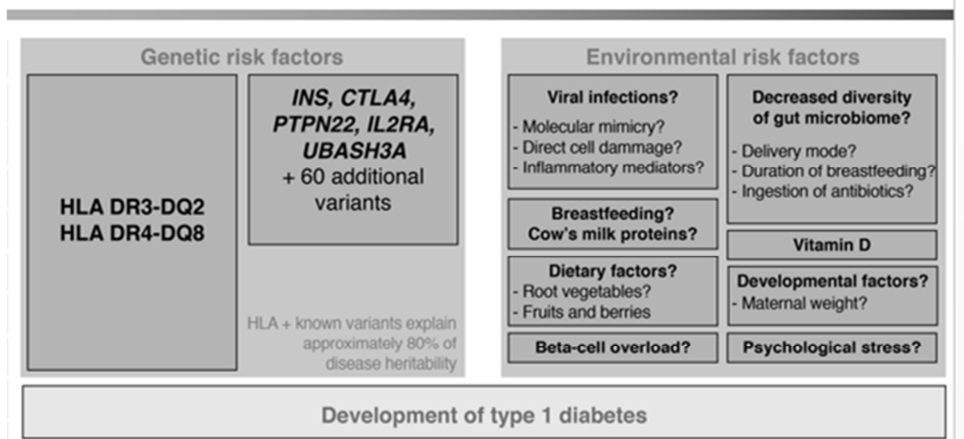 Genetic risk factors
HLA DR3-DQ2
HLA DR4-DQ8
INS, CTLA4,
PTPN22, IL2RA,
UBASH3A
+ 60 additional
variants
HLA + known variants explain
approximately 80% of
disease heritability
Environmental risk factors
Viral infections?
- Molecular mimicry?
- Direct cell dammage?
- Inflammatory mediators?
Breastfeeding?
Cow's milk proteins?
Dietary factors?
- Root vegetables?
- Fruits and berries
Beta-cell overload?
Decreased diversity
of gut microbiome?
- Delivery mode?
- Duration of breastfeeding?
- Ingestion of antibiotics?
Vitamin D
Developmental factors?
- Maternal weight?
Psychological stress?
Development of type 1 diabetes